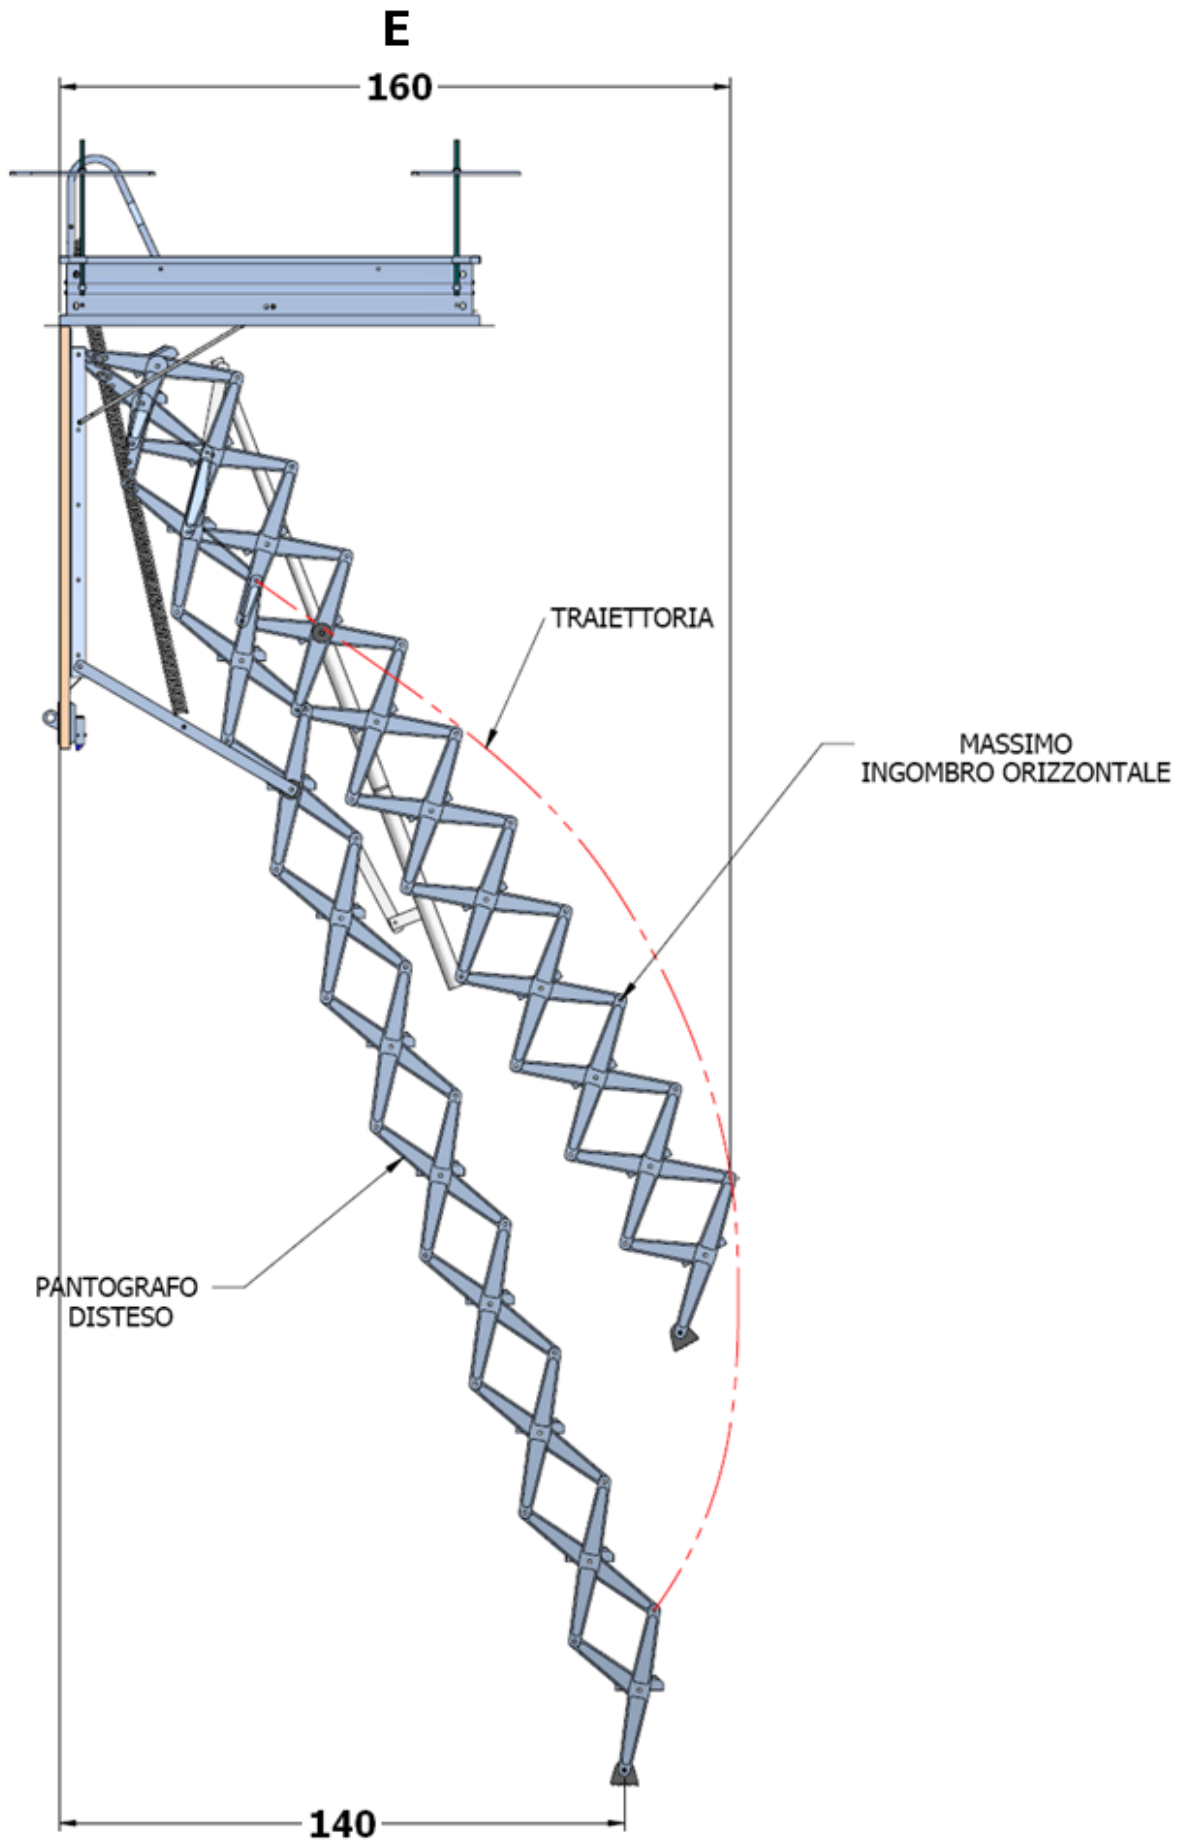 E
160
TRAIETTORIA
MASSIMO
INGOMBRO ORIZZONTALE
PANTOGRAFO
DISTESO
140